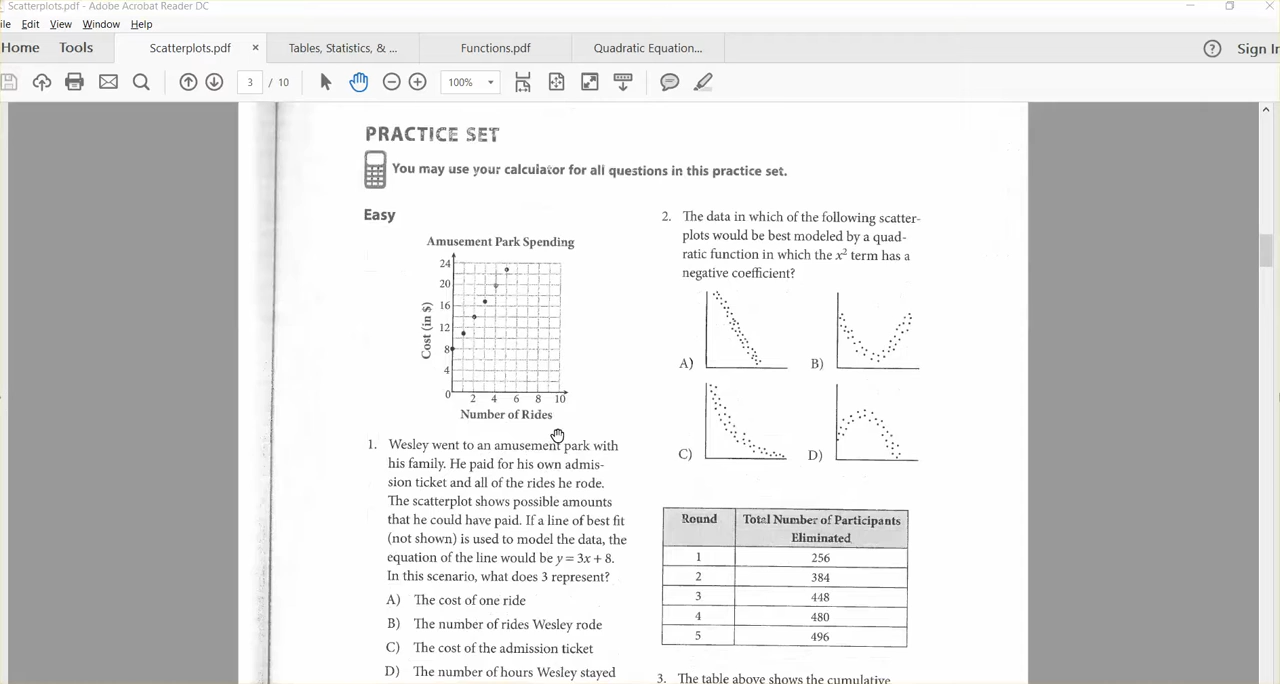 Scatterplots.pdf - Adobe Acrobat Reader DC
ile Edit View Window Help
Home Tools Scatterplots.pdf × Tables, Statistics, & ... Functions.pdf Quadratic Equation... ? Sign In
3 / 10 100%
PRACTICE SET
You may use your calculator for all questions in this practice set.
Easy
Amusement Park Spending
Cost (in $)
24
20
16
12
8
4
0
2 4 6 8 10
Number of Rides
1. Wesley went to an amusement park with
his family. He paid for his own admis-
sion ticket and all of the rides he rode.
The scatterplot shows possible amounts
that he could have paid. If a line of best fit
(not shown) is used to model the data, the
equation of the line would be y = 3x + 8.
In this scenario, what does 3 represent?
A) The cost of one ride
B) The number of rides Wesley rode
C) The cost of the admission ticket
D) The number of hours Wesley stayed
2. The data in which of the following scatter-
plots would be best modeled by a quad-
ratic function in which the x² term has a
negative coefficient?
A) B)
C) D)
Round Total Number of Participants
Eliminated
1 256
2 384
3 448
4 480
5 496
3. The table above shows the cumulative